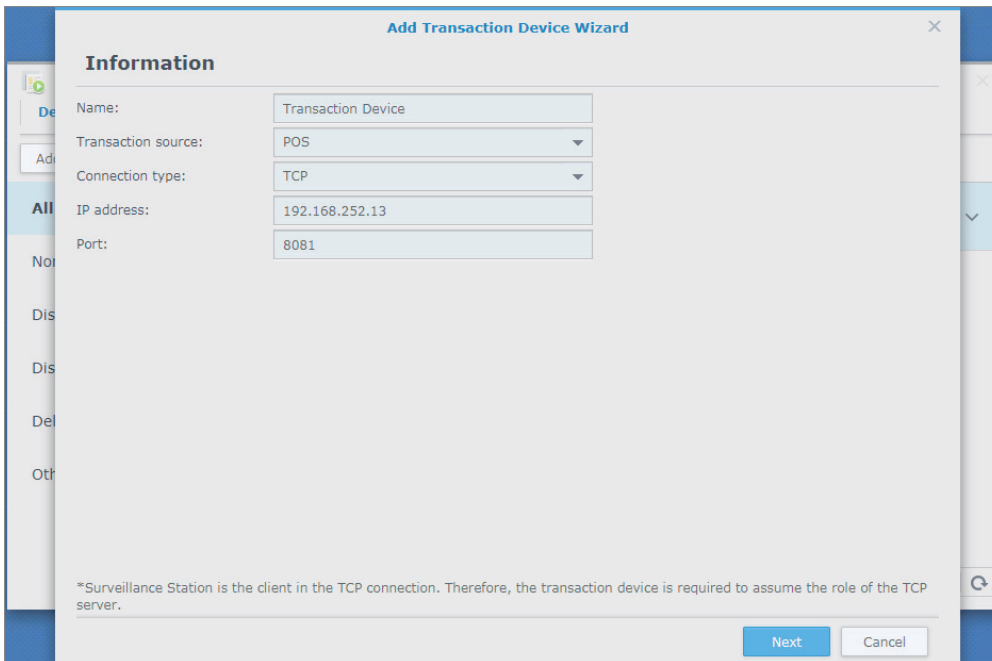 Add Transaction Device Wizard
Information
Name: Transaction Device
Transaction source: POS
Connection type: TCP
IP address: 192.168.252.13
Port: 8081
All
*Surveillance Station is the client in the TCP connection. Therefore, the transaction device is required to assume the role of the TCP
server.
Next Cancel